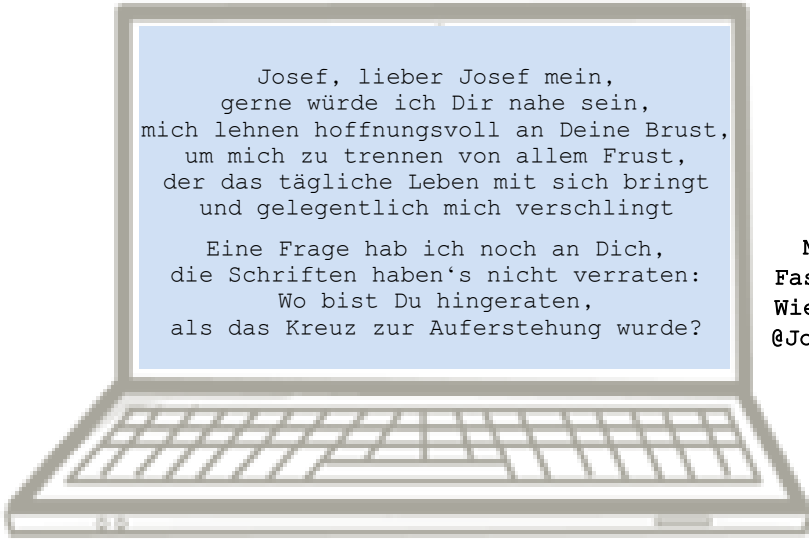 Josef, lieber Josef mein,
gerne würde ich Dir nahe sein,
mich lehnen hoffnungsvoll an Deine Brust,
um mich zu trennen von allem Frust,
der das tägliche Leben mit sich bringt
und gelegentlich mich verschlingt
Eine Frage hab ich noch an Dich,
die Schriften haben‘s nicht verraten:
Wo bist Du hingeraten,
als das Kreuz zur Auferstehung wurde?